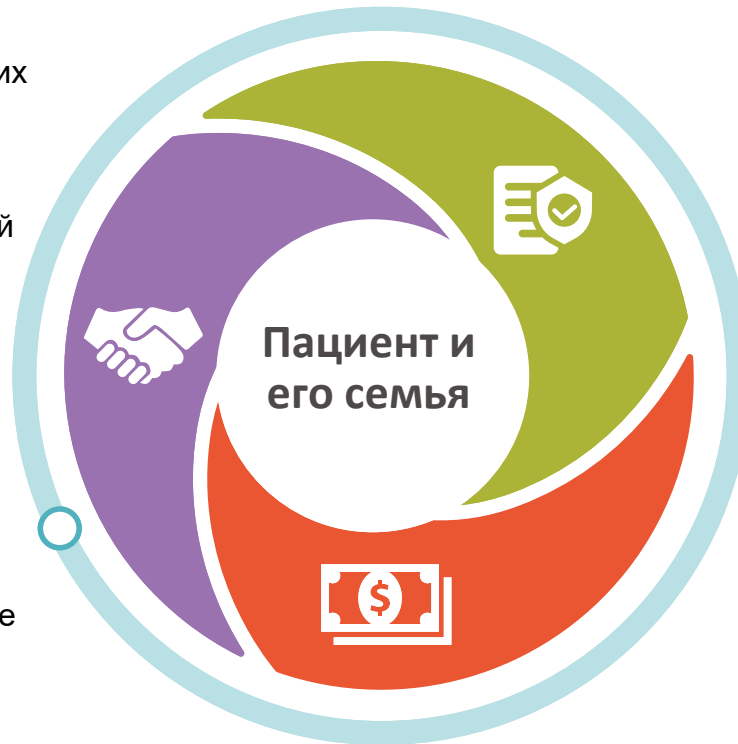 их
й
Пациент и
его семья
е